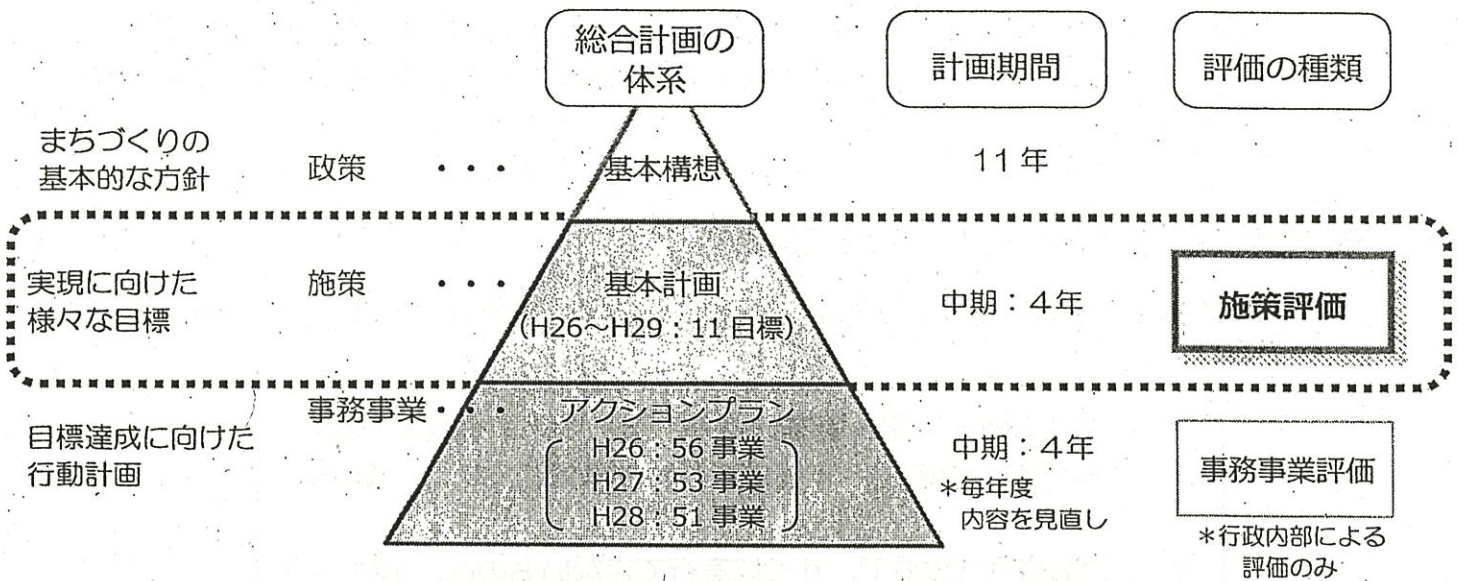 総合計画の
体系
計画期間
評価の種類
まちづくりの
基本的な方針
政策 ・・・ 基本構想
11年
実現に向けた
様々な目標
施策 ・・・ 基本計画
(H26～H29：11目標)
中期：4年
施策評価
目標達成に向けた
行動計画
事務事業・・・ アクションプラン
H26：56事業
H27：53事業
H28：51事業
中期：4年
＊毎年度
内容を見直し
事務事業評価
＊行政内部による
評価のみ